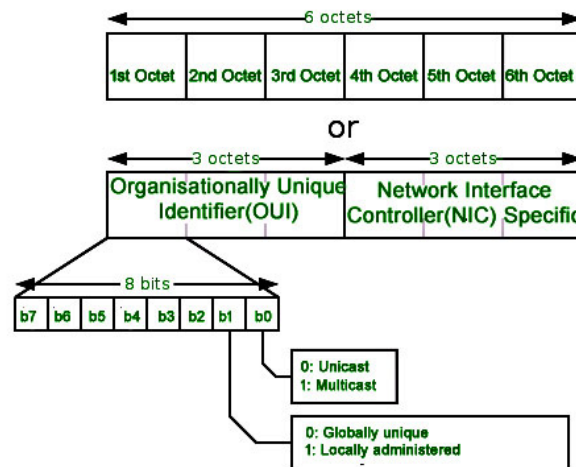 6 octets
1st Octet 2nd Octet 3rd Octet 4th Octet 5th Octet 6th Octet
or
3 octets 3 octets
Organisationally Unique
Identifier(OUI)
Network Interface
Controller(NIC) Specific
8 bits
b7 b6 b5 b4 b3 b2 b1 b0
0: Unicast
1: Multicast
0: Globally unique
1: Locally administered